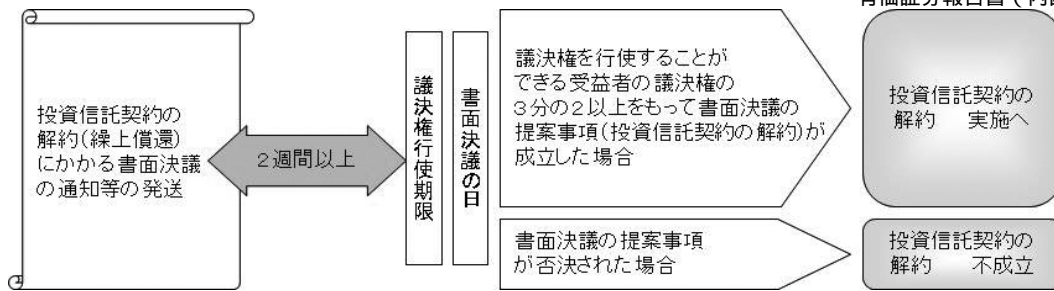 有価証券報告書(内国
投資信託契約の
解約(繰上償還)
にかかる書面決議
の通知等の発送
2週間以上
議決権行使期限
書面決議の日
議決権を行使することが
できる受益者の議決権の
3分の2以上をもって書面決議の
提案事項(投資信託契約の解約)が
成立した場合
投資信託契約の
解約 実施へ
書面決議の提案事項
が否決された場合
投資信託契約の
解約 不成立